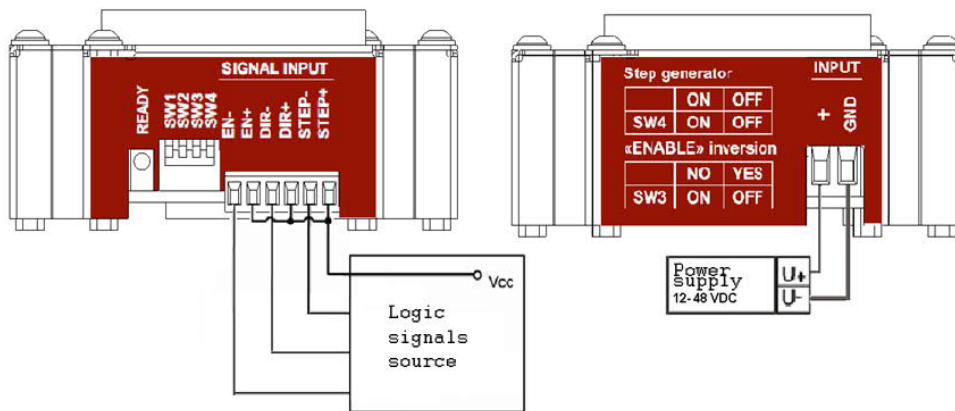 SIGNAL INPUT
READY
SW1
SW2
SW3
SW4
EN-
EN+
DIR-
DIR+
STEP-
STEP+
Vcc
Logic
signals
source
Step generator
ON OFF
SW4 ON OFF
«ENABLE» inversion
NO YES
SW3 ON OFF
INPUT
+
GND
Power
supply
12-48 VDC
U+
U-